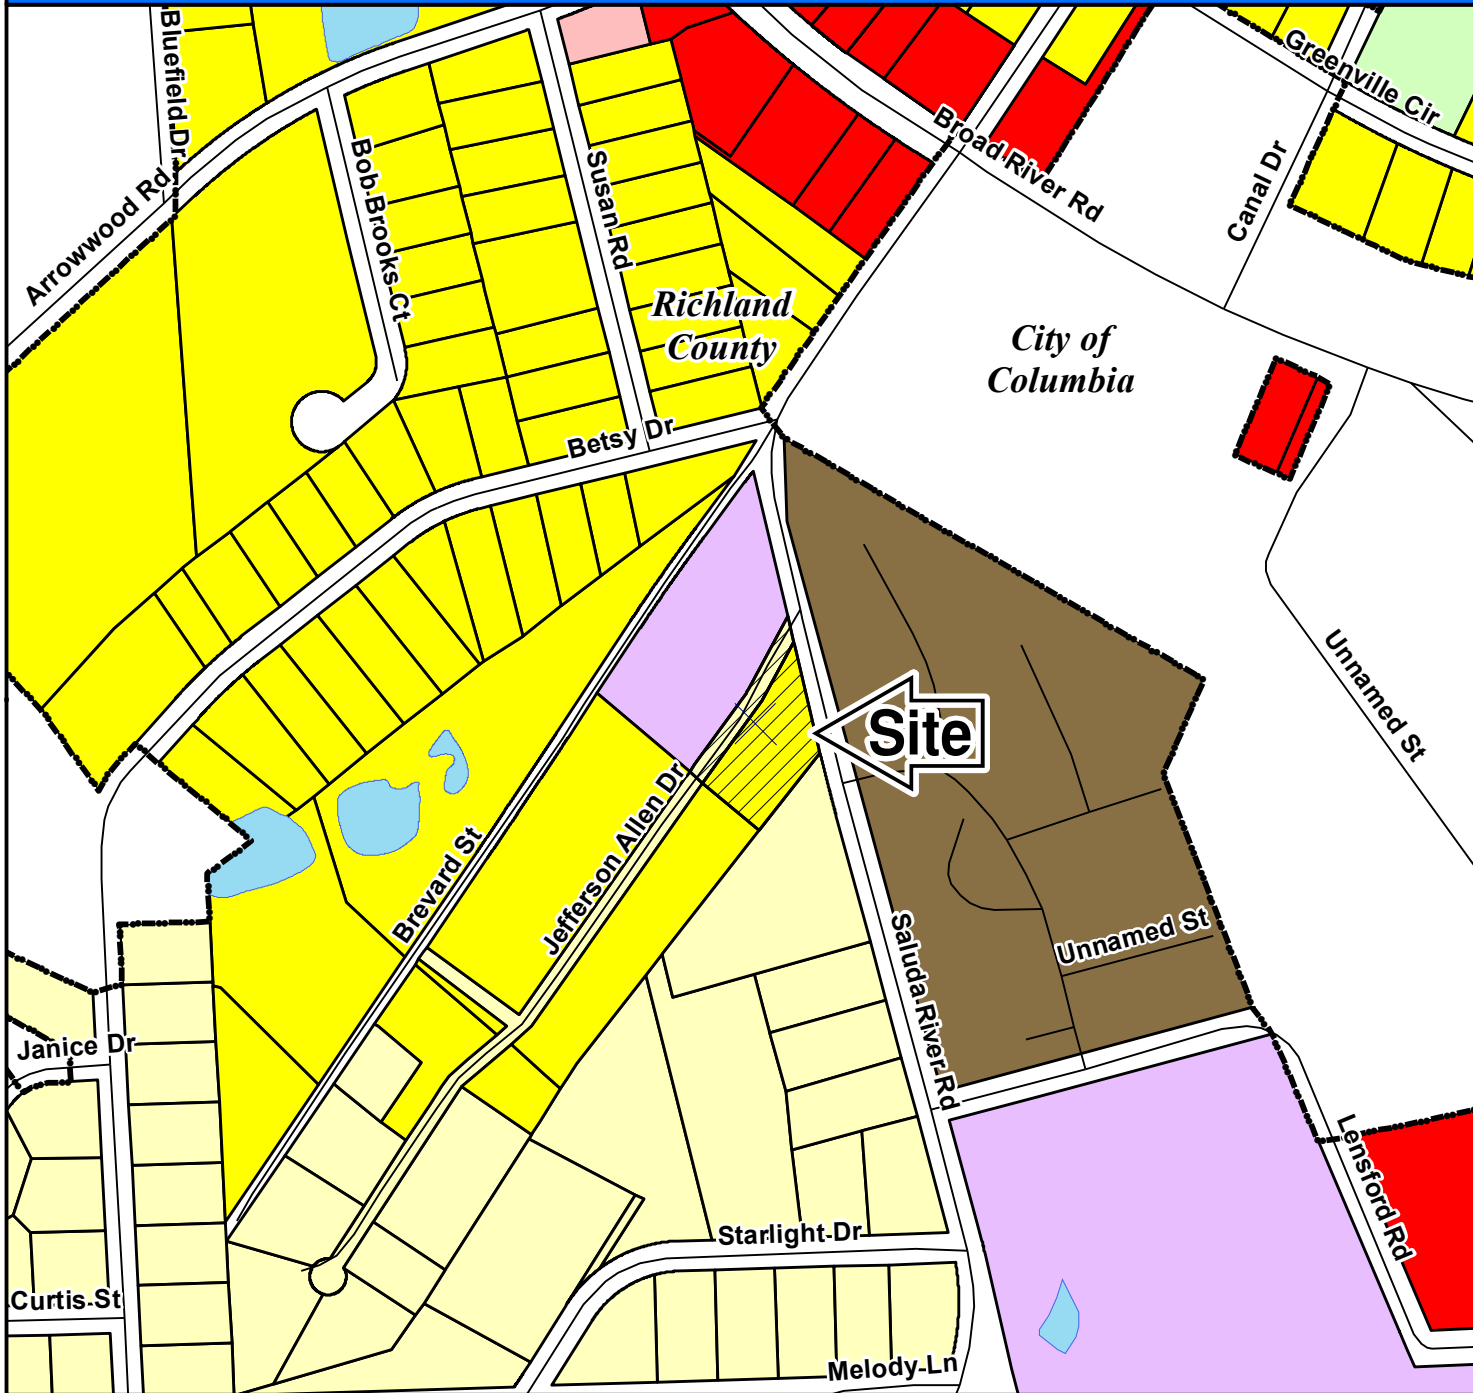 Bluefield Dr
Greenville Cir
Broad River Rd
Canal Dr
Bob Brooks Ct
Susan Rd
Arrowwood Rd
Richland
County
City of
Columbia
Betsy Dr
Unnamed St
Site
Jefferson Allen Dr
Brevard St
Saluda River Rd
Unnamed St
Janice Dr
Lensford Rd
Starlight Dr
Curtis St
Melody Ln